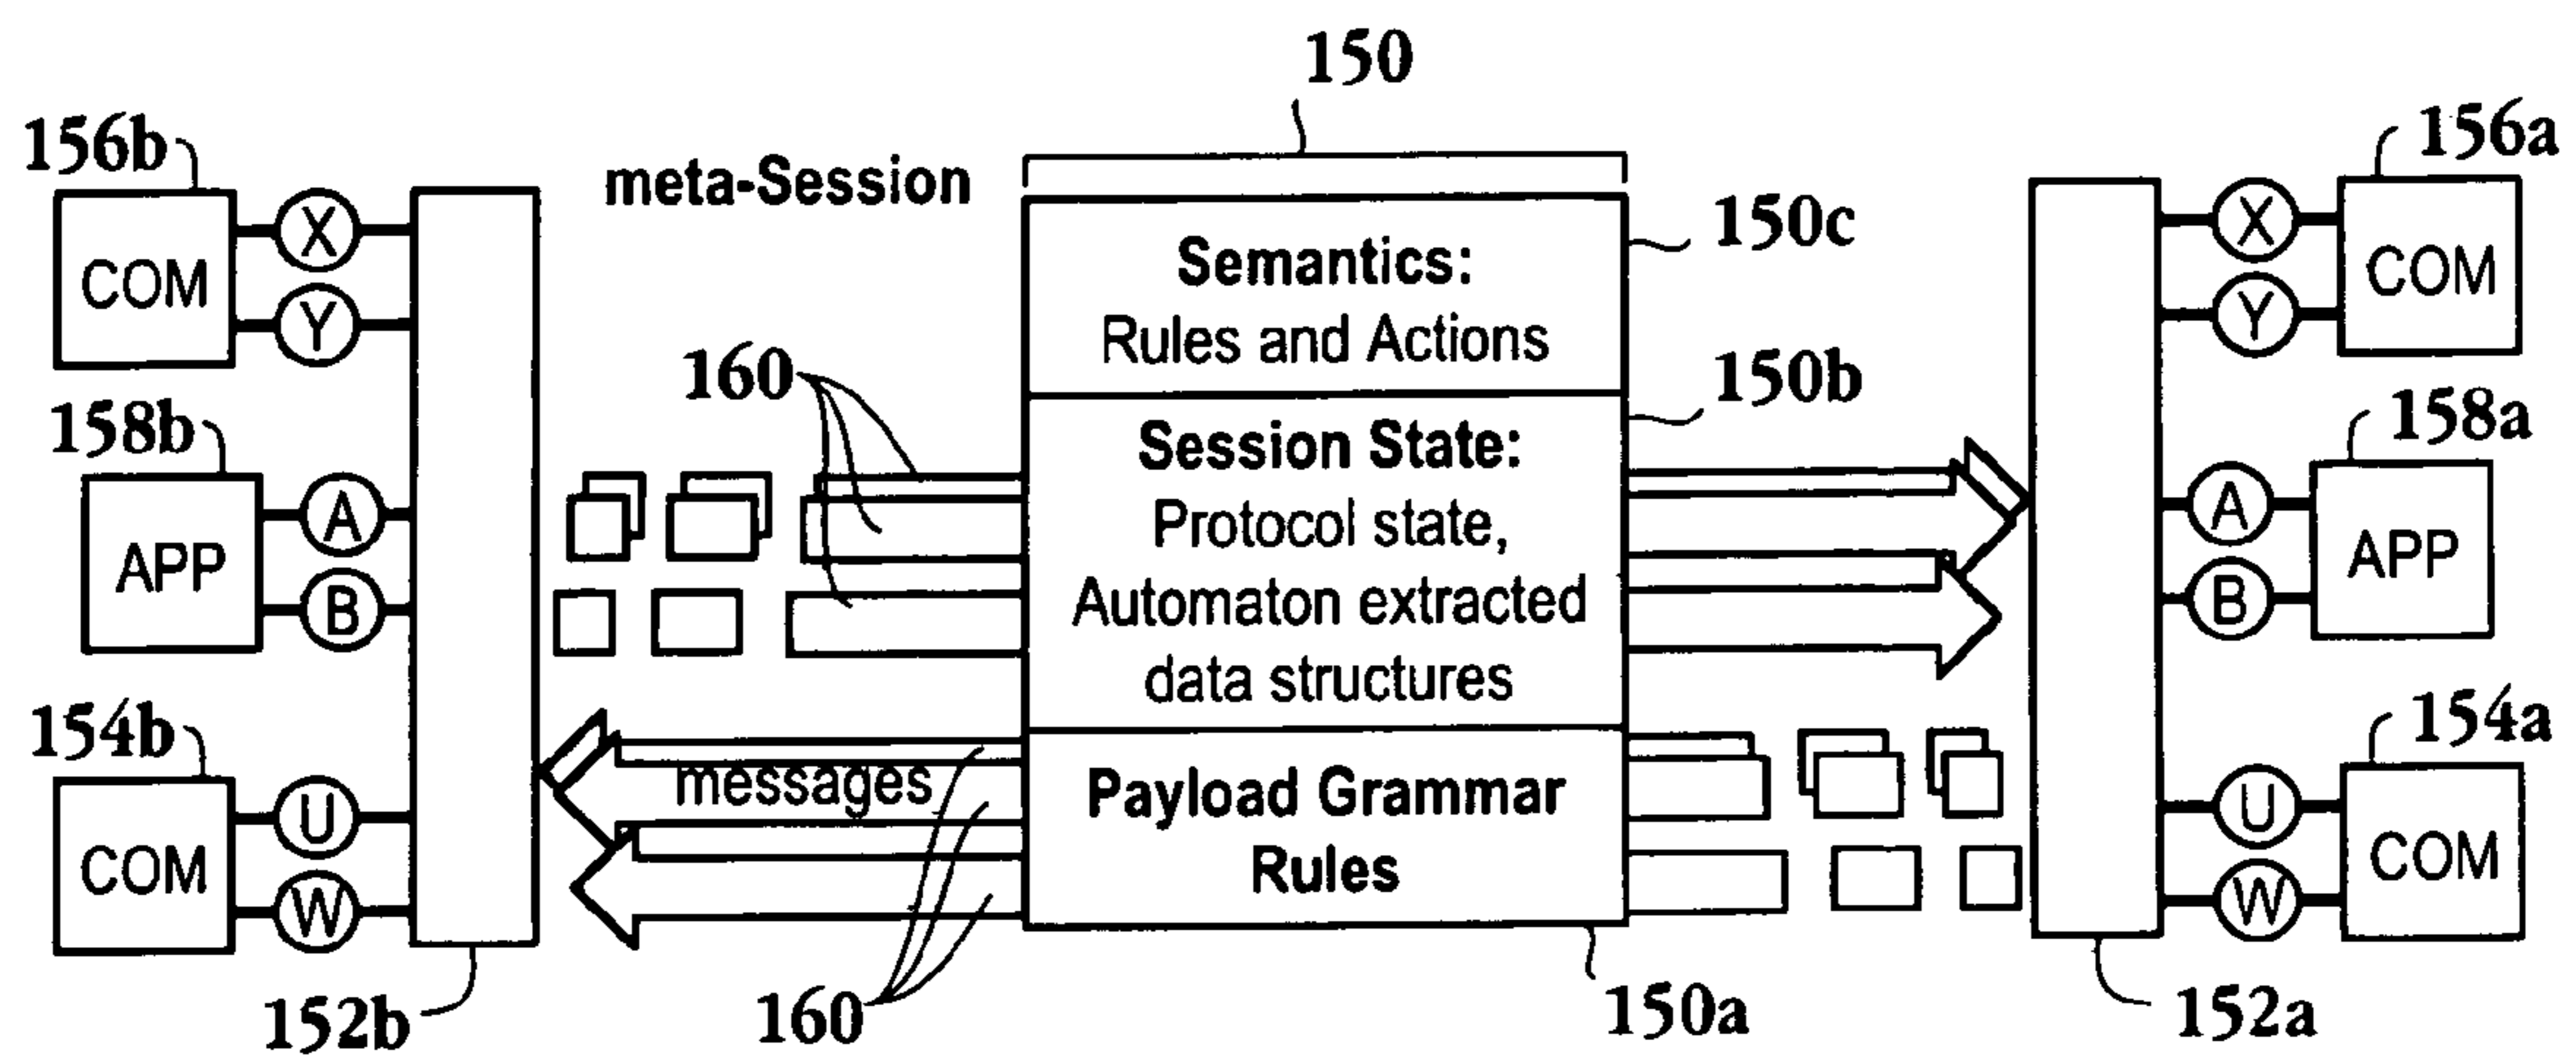 150
156b
meta-Session
156a
X
Y
COM
Semantics:
Rules and Actions
150c
X
Y
COM
160
150b
158b
A
B
APP
Session State:
Protocol state,
Automaton extracted
data structures
158a
A
B
APP
154b
U
W
COM
messages
Payload Grammar
Rules
154a
U
W
COM
152b
160
150a
152a